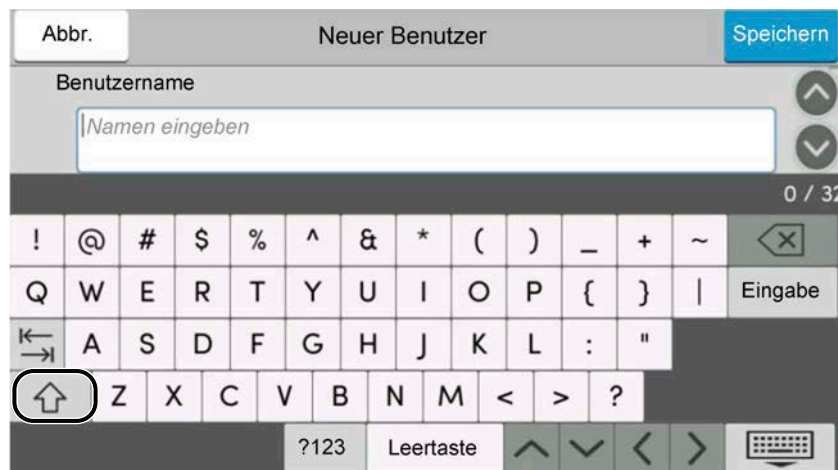 Abbr. Neuer Benutzer Speichern
Benutzername
Namen eingeben
0 / 32
! @ # $ % ^ & * ( ) _ + ~
Q W E R T Y U I O P { } | Eingabe
A S D F G H J K L : "
Z X C V B N M < > ?
?123 Leertaste